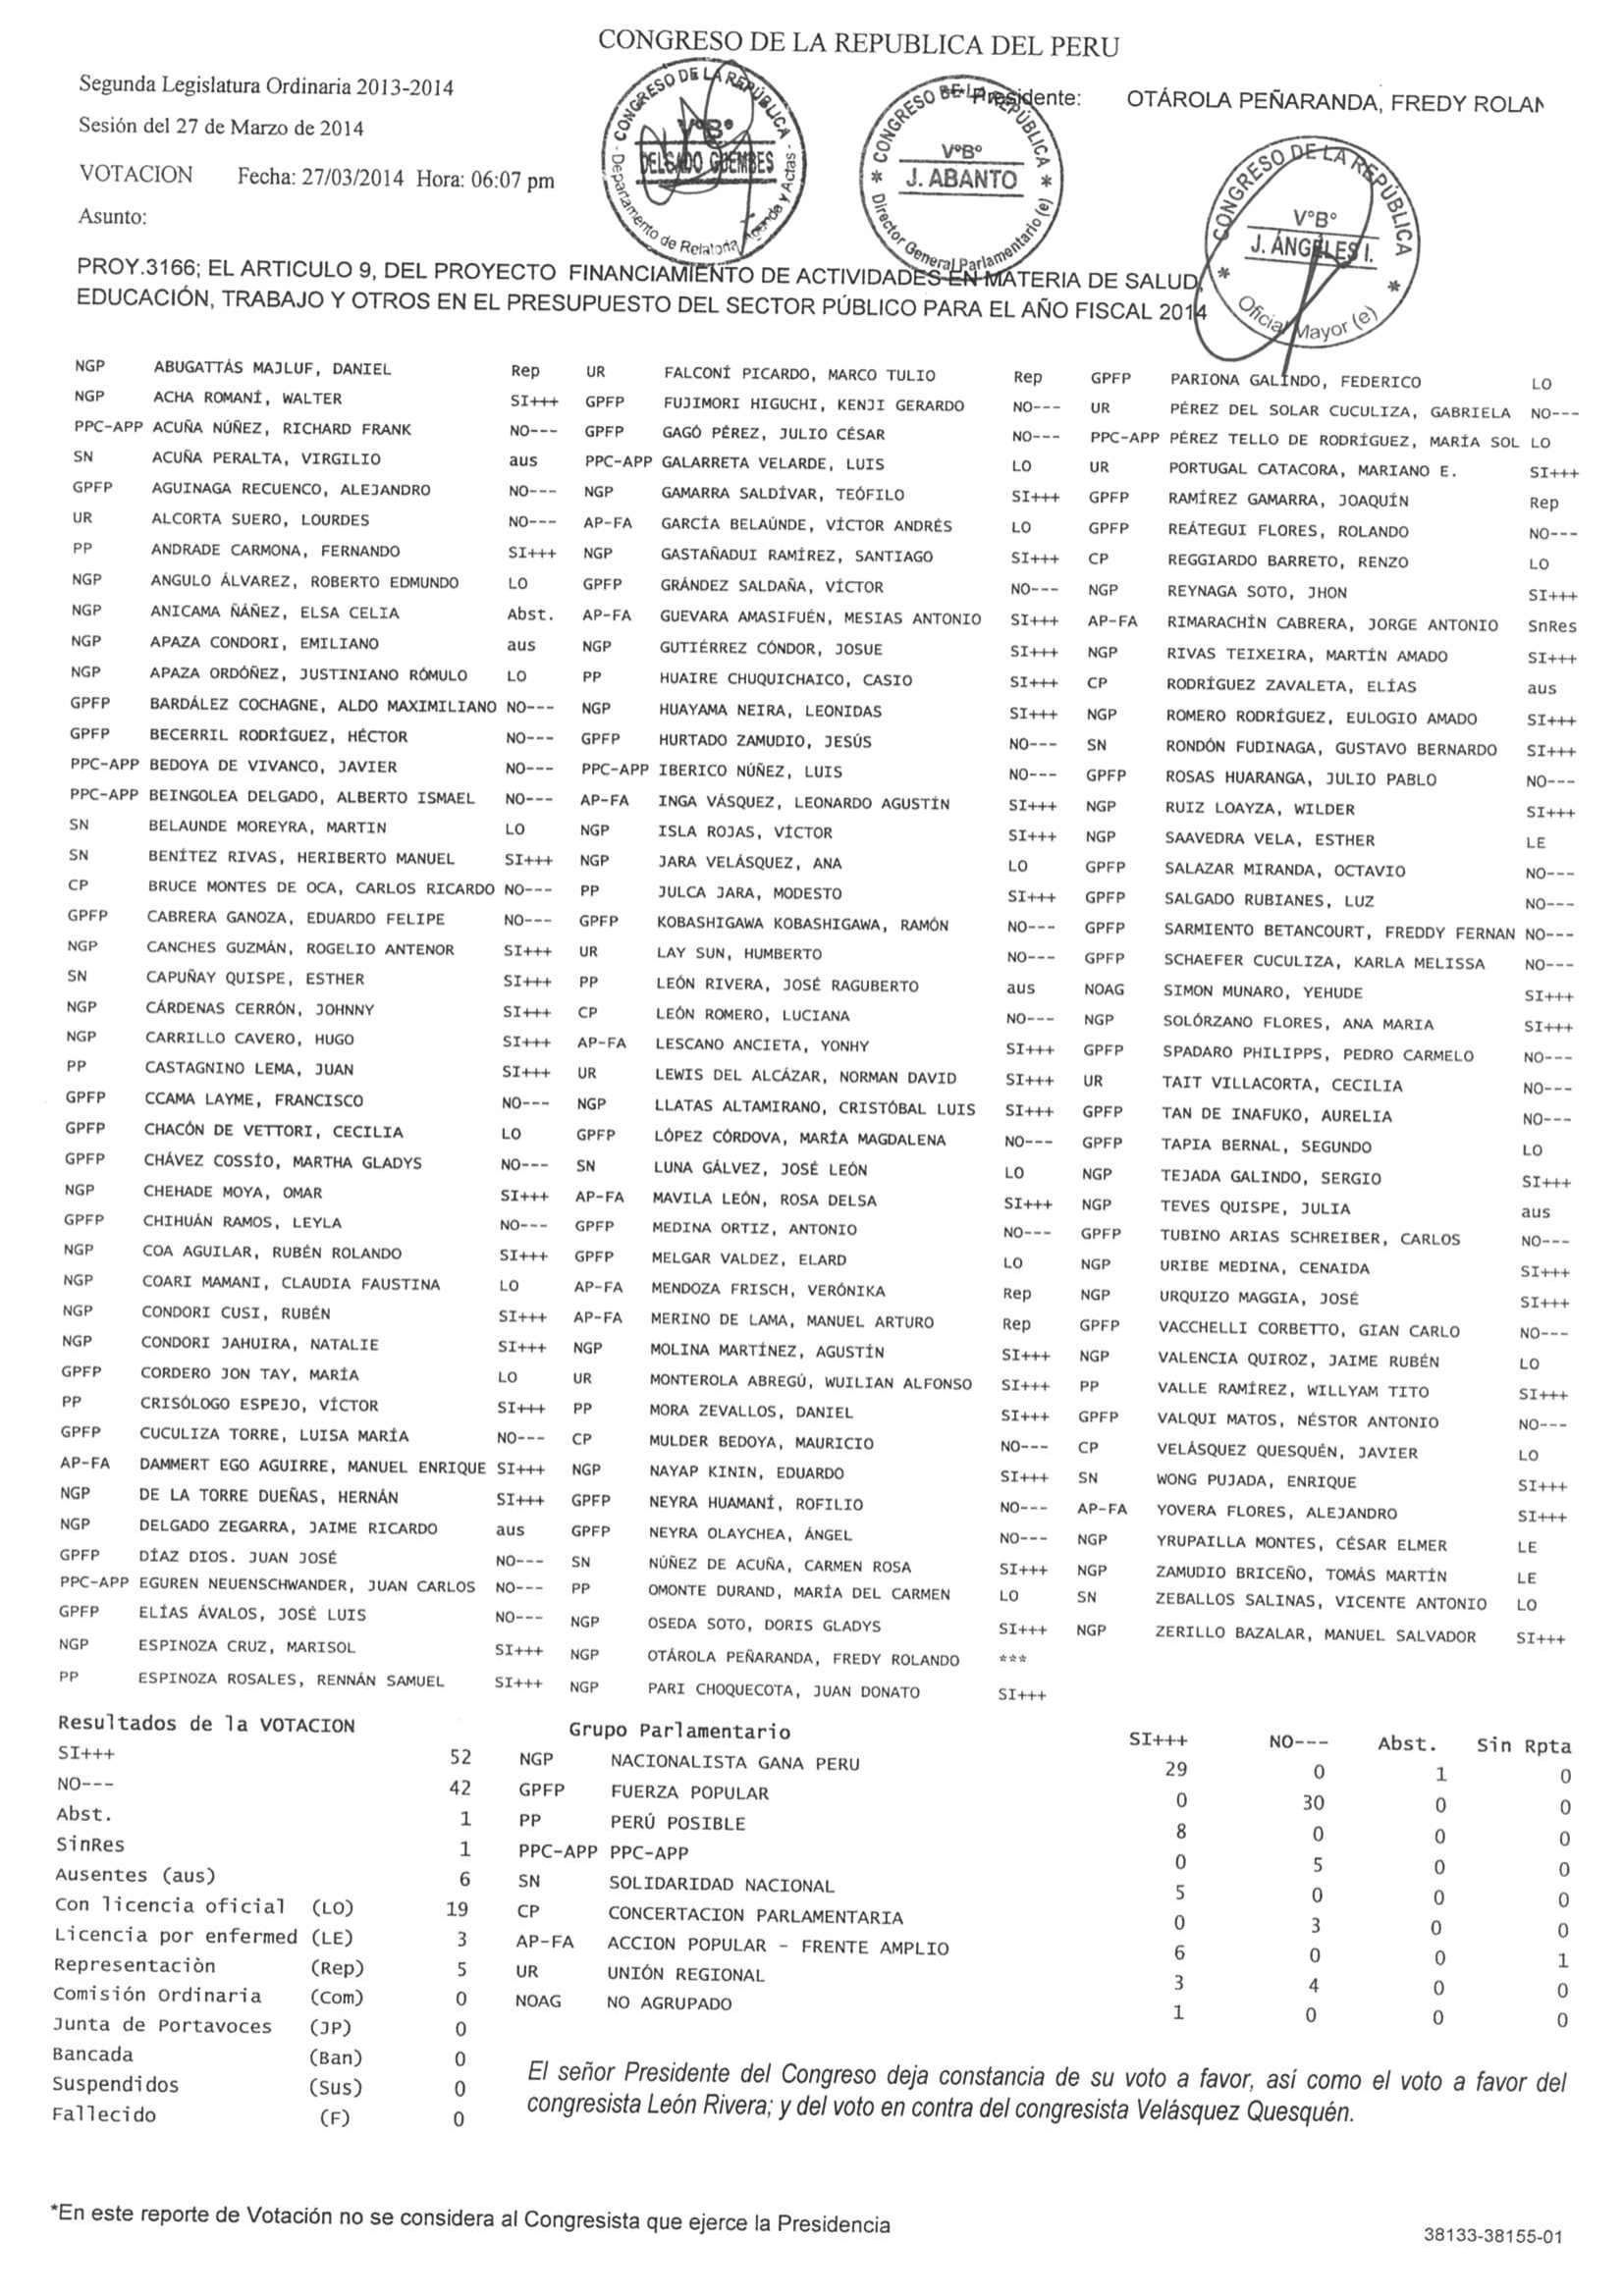 CONGRESO DE LA REPUBLICA DEL PERU
Segunda Legislatura Ordinaria 2013-2014
Presidente: OTÁROLA PEÑARANDA, FREDY ROLAN
Sesión del 27 de Marzo de 2014
VOTACION Fecha: 27/03/2014 Hora: 06:07 pm
Asunto:
CONGRESO DE LA REPÚBLICA
VºBº
DELGADO GUEMBES
Departamento de Relatoría, Agenda y Actas
CONGRESO DE LA REPÚBLICA
VºBº
J. ABANTO
Director General Parlamentario (e)
CONGRESO DE LA REPÚBLICA
VºBº
J. ÁNGELES I.
Oficial Mayor (e)
PROY.3166; EL ARTICULO 9, DEL PROYECTO FINANCIAMIENTO DE ACTIVIDADES EN MATERIA DE SALUD,
EDUCACIÓN, TRABAJO Y OTROS EN EL PRESUPUESTO DEL SECTOR PÚBLICO PARA EL AÑO FISCAL 2014
NGP ABUGATTÁS MAJLUF, DANIEL Rep UR FALCONÍ PICARDO, MARCO TULIO Rep GPFP PARIONA GALINDO, FEDERICO LO
NGP ACHA ROMANÍ, WALTER SI+++ GPFP FUJIMORI HIGUCHI, KENJI GERARDO NO--- UR PÉREZ DEL SOLAR CUCULIZA, GABRIELA NO---
PPC-APP ACUÑA NÚÑEZ, RICHARD FRANK NO--- GPFP GAGÓ PÉREZ, JULIO CÉSAR NO--- PPC-APP PÉREZ TELLO DE RODRÍGUEZ, MARÍA SOL LO
SN ACUÑA PERALTA, VIRGILIO aus PPC-APP GALARRETA VELARDE, LUIS LO UR PORTUGAL CATACORA, MARIANO E. SI+++
GPFP AGUINAGA RECUENCO, ALEJANDRO NO--- NGP GAMARRA SALDÍVAR, TEÓFILO SI+++ GPFP RAMÍREZ GAMARRA, JOAQUÍN Rep
UR ALCORTA SUERO, LOURDES NO--- AP-FA GARCÍA BELAÚNDE, VÍCTOR ANDRÉS LO GPFP REÁTEGUI FLORES, ROLANDO NO---
PP ANDRADE CARMONA, FERNANDO SI+++ NGP GASTAÑADUI RAMÍREZ, SANTIAGO SI+++ CP REGGIARDO BARRETO, RENZO LO
NGP ANGULO ÁLVAREZ, ROBERTO EDMUNDO LO GPFP GRÁNDEZ SALDAÑA, VÍCTOR NO--- NGP REYNAGA SOTO, JHON SI+++
NGP ANICAMA ÑÁÑEZ, ELSA CELIA Abst. AP-FA GUEVARA AMASIFUÉN, MESIAS ANTONIO SI+++ AP-FA RIMARACHÍN CABRERA, JORGE ANTONIO SnRes
NGP APAZA CONDORI, EMILIANO aus NGP GUTIÉRREZ CÓNDOR, JOSUE SI+++ NGP RIVAS TEIXEIRA, MARTÍN AMADO SI+++
NGP APAZA ORDÓÑEZ, JUSTINIANO RÓMULO LO PP HUAIRE CHUQUICHAICO, CASIO SI+++ CP RODRÍGUEZ ZAVALETA, ELÍAS aus
GPFP BARDÁLEZ COCHAGNE, ALDO MAXIMILIANO NO--- NGP HUAYAMA NEIRA, LEONIDAS SI+++ NGP ROMERO RODRÍGUEZ, EULOGIO AMADO SI+++
GPFP BECERRIL RODRÍGUEZ, HÉCTOR NO--- GPFP HURTADO ZAMUDIO, JESÚS NO--- SN RONDÓN FUDINAGA, GUSTAVO BERNARDO SI+++
PPC-APP BEDOYA DE VIVANCO, JAVIER NO--- PPC-APP IBERICO NÚÑEZ, LUIS NO--- GPFP ROSAS HUARANGA, JULIO PABLO NO---
PPC-APP BEINGOLEA DELGADO, ALBERTO ISMAEL NO--- AP-FA INGA VÁSQUEZ, LEONARDO AGUSTÍN SI+++ NGP RUIZ LOAYZA, WILDER SI+++
SN BELAUNDE MOREYRA, MARTIN LO NGP ISLA ROJAS, VÍCTOR SI+++ NGP SAAVEDRA VELA, ESTHER LE
SN BENÍTEZ RIVAS, HERIBERTO MANUEL SI+++ NGP JARA VELÁSQUEZ, ANA LO GPFP SALAZAR MIRANDA, OCTAVIO NO---
CP BRUCE MONTES DE OCA, CARLOS RICARDO NO--- PP JULCA JARA, MODESTO SI+++ GPFP SALGADO RUBIANES, LUZ NO---
GPFP CABRERA GANOZA, EDUARDO FELIPE NO--- GPFP KOBASHIGAWA KOBASHIGAWA, RAMÓN NO--- GPFP SARMIENTO BETANCOURT, FREDDY FERNAN NO---
NGP CANCHES GUZMÁN, ROGELIO ANTENOR SI+++ UR LAY SUN, HUMBERTO NO--- GPFP SCHAEFER CUCULIZA, KARLA MELISSA NO---
SN CAPUÑAY QUISPE, ESTHER SI+++ PP LEÓN RIVERA, JOSÉ RAGUBERTO aus NOAG SIMON MUNARO, YEHUDE SI+++
NGP CÁRDENAS CERRÓN, JOHNNY SI+++ CP LEÓN ROMERO, LUCIANA NO--- NGP SOLÓRZANO FLORES, ANA MARIA SI+++
NGP CARRILLO CAVERO, HUGO SI+++ AP-FA LESCANO ANCIETA, YONHY SI+++ GPFP SPADARO PHILIPPS, PEDRO CARMELO NO---
PP CASTAGNINO LEMA, JUAN SI+++ UR LEWIS DEL ALCÁZAR, NORMAN DAVID SI+++ UR TAIT VILLACORTA, CECILIA NO---
GPFP CCAMA LAYME, FRANCISCO NO--- NGP LLATAS ALTAMIRANO, CRISTÓBAL LUIS SI+++ GPFP TAN DE INAFUKO, AURELIA NO---
GPFP CHACÓN DE VETTORI, CECILIA LO GPFP LÓPEZ CÓRDOVA, MARÍA MAGDALENA NO--- GPFP TAPIA BERNAL, SEGUNDO LO
GPFP CHÁVEZ COSSÍO, MARTHA GLADYS NO--- SN LUNA GÁLVEZ, JOSÉ LEÓN LO NGP TEJADA GALINDO, SERGIO SI+++
NGP CHEHADE MOYA, OMAR SI+++ AP-FA MAVILA LEÓN, ROSA DELSA SI+++ NGP TEVES QUISPE, JULIA aus
GPFP CHIHUÁN RAMOS, LEYLA NO--- GPFP MEDINA ORTIZ, ANTONIO NO--- GPFP TUBINO ARIAS SCHREIBER, CARLOS NO---
NGP COA AGUILAR, RUBÉN ROLANDO SI+++ GPFP MELGAR VALDEZ, ELARD LO NGP URIBE MEDINA, CENAIDA SI+++
NGP COARI MAMANI, CLAUDIA FAUSTINA LO AP-FA MENDOZA FRISCH, VERÓNIKA Rep NGP URQUIZO MAGGIA, JOSÉ SI+++
NGP CONDORI CUSI, RUBÉN SI+++ AP-FA MERINO DE LAMA, MANUEL ARTURO Rep GPFP VACCHELLI CORBETTO, GIAN CARLO NO---
NGP CONDORI JAHUIRA, NATALIE SI+++ NGP MOLINA MARTÍNEZ, AGUSTÍN SI+++ NGP VALENCIA QUIROZ, JAIME RUBÉN LO
GPFP CORDERO JON TAY, MARÍA LO UR MONTEROLA ABREGÚ, WUILIAN ALFONSO SI+++ PP VALLE RAMÍREZ, WILLYAM TITO SI+++
PP CRISÓLOGO ESPEJO, VÍCTOR SI+++ PP MORA ZEVALLOS, DANIEL SI+++ GPFP VALQUI MATOS, NÉSTOR ANTONIO NO---
GPFP CUCULIZA TORRE, LUISA MARÍA NO--- CP MULDER BEDOYA, MAURICIO NO--- CP VELÁSQUEZ QUESQUÉN, JAVIER LO
AP-FA DAMMERT EGO AGUIRRE, MANUEL ENRIQUE SI+++ NGP NAYAP KININ, EDUARDO SI+++ SN WONG PUJADA, ENRIQUE SI+++
NGP DE LA TORRE DUEÑAS, HERNÁN SI+++ GPFP NEYRA HUAMANÍ, ROFILIO NO--- AP-FA YOVERA FLORES, ALEJANDRO SI+++
NGP DELGADO ZEGARRA, JAIME RICARDO aus GPFP NEYRA OLAYCHEA, ÁNGEL NO--- NGP YRUPAILLA MONTES, CÉSAR ELMER LE
GPFP DÍAZ DIOS. JUAN JOSÉ NO--- SN NÚÑEZ DE ACUÑA, CARMEN ROSA SI+++ NGP ZAMUDIO BRICEÑO, TOMÁS MARTÍN LE
PPC-APP EGUREN NEUENSCHWANDER, JUAN CARLOS NO--- PP OMONTE DURAND, MARÍA DEL CARMEN LO SN ZEBALLOS SALINAS, VICENTE ANTONIO LO
GPFP ELÍAS ÁVALOS, JOSÉ LUIS NO--- NGP OSEDA SOTO, DORIS GLADYS SI+++ NGP ZERILLO BAZALAR, MANUEL SALVADOR SI+++
NGP ESPINOZA CRUZ, MARISOL SI+++ NGP OTÁROLA PEÑARANDA, FREDY ROLANDO ***
PP ESPINOZA ROSALES, RENNÁN SAMUEL SI+++ NGP PARI CHOQUECOTA, JUAN DONATO SI+++
Resultados de la VOTACION
SI+++ 52
NO--- 42
Abst. 1
SinRes 1
Ausentes (aus) 6
Con licencia oficial (LO) 19
Licencia por enfermed (LE) 3
Representaciòn (Rep) 5
Comisión Ordinaria (Com) 0
Junta de Portavoces (JP) 0
Bancada (Ban) 0
Suspendidos (Sus) 0
Fallecido (F) 0
Grupo Parlamentario SI+++ NO--- Abst. Sin Rpta
NGP NACIONALISTA GANA PERU 29 0 1 0
GPFP FUERZA POPULAR 0 30 0 0
PP PERÚ POSIBLE 8 0 0 0
PPC-APP PPC-APP 0 5 0 0
SN SOLIDARIDAD NACIONAL 5 0 0 0
CP CONCERTACION PARLAMENTARIA 0 3 0 0
AP-FA ACCION POPULAR - FRENTE AMPLIO 6 0 0 1
UR UNIÓN REGIONAL 3 4 0 0
NOAG NO AGRUPADO 1 0 0 0
El señor Presidente del Congreso deja constancia de su voto a favor, así como el voto a favor del
congresista León Rivera; y del voto en contra del congresista Velásquez Quesquén.
*En este reporte de Votación no se considera al Congresista que ejerce la Presidencia
38133-38155-01